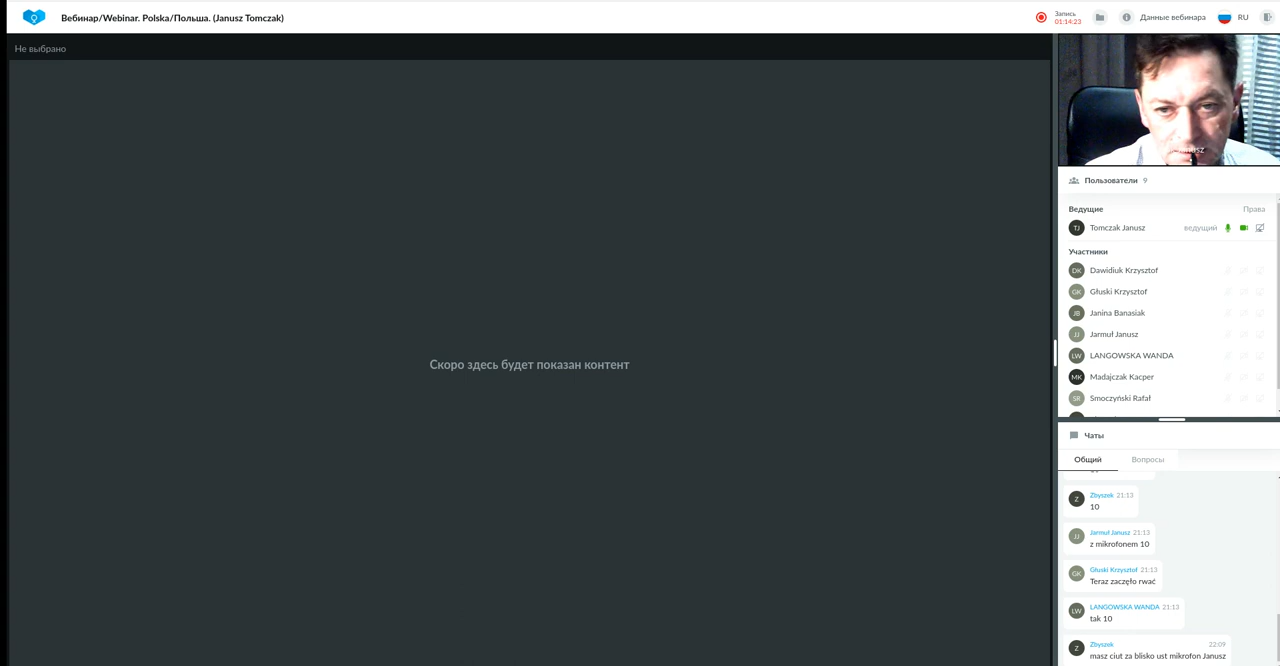 Вебинар/Webinar. Polska/Польша. (Janusz Tomczak)
Запись
01:14:23
Данные вебинара
RU
Не выбрано
Скоро здесь будет показан контент
Пользователи 9
Ведущие Права
TJ Tomczak Janusz ведущий
Участники
DK Dawidiuk Krzysztof
GK Głuski Krzysztof
JB Janina Banasiak
JJ Jarmuł Janusz
LW LANGOWSKA WANDA
MK Madajczak Kacper
SR Smoczyński Rafał
Чаты
Общий Вопросы
Zbyszek 21:13
Z 10
Jarmuł Janusz 21:13
JJ z mikrofonem 10
Głuski Krzysztof 21:13
GK Teraz zaczęło rwać
LANGOWSKA WANDA 21:13
LW tak 10
Zbyszek 22:09
Z masz ciut za blisko ust mikrofon Janusz